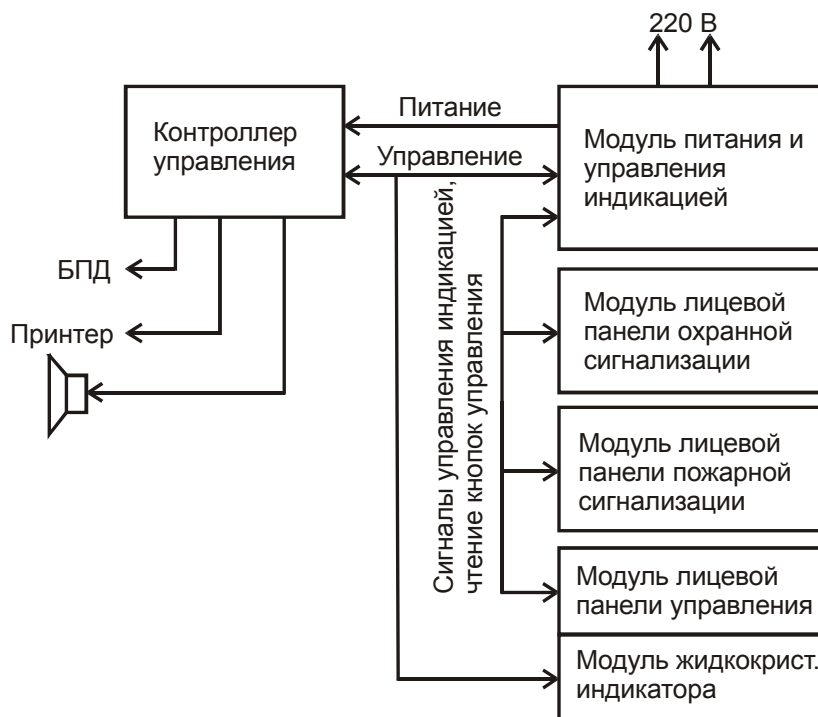 220 В
Контроллер
управления
Питание
Управление
Модуль питания и
управления
индикацией
БПД
Принтер
Сигналы управления индикацией,
чтение кнопок управления
Модуль лицевой
панели охранной
сигнализации
Модуль лицевой
панели пожарной
сигнализации
Модуль лицевой
панели управления
Модуль жидкокрист.
индикатора